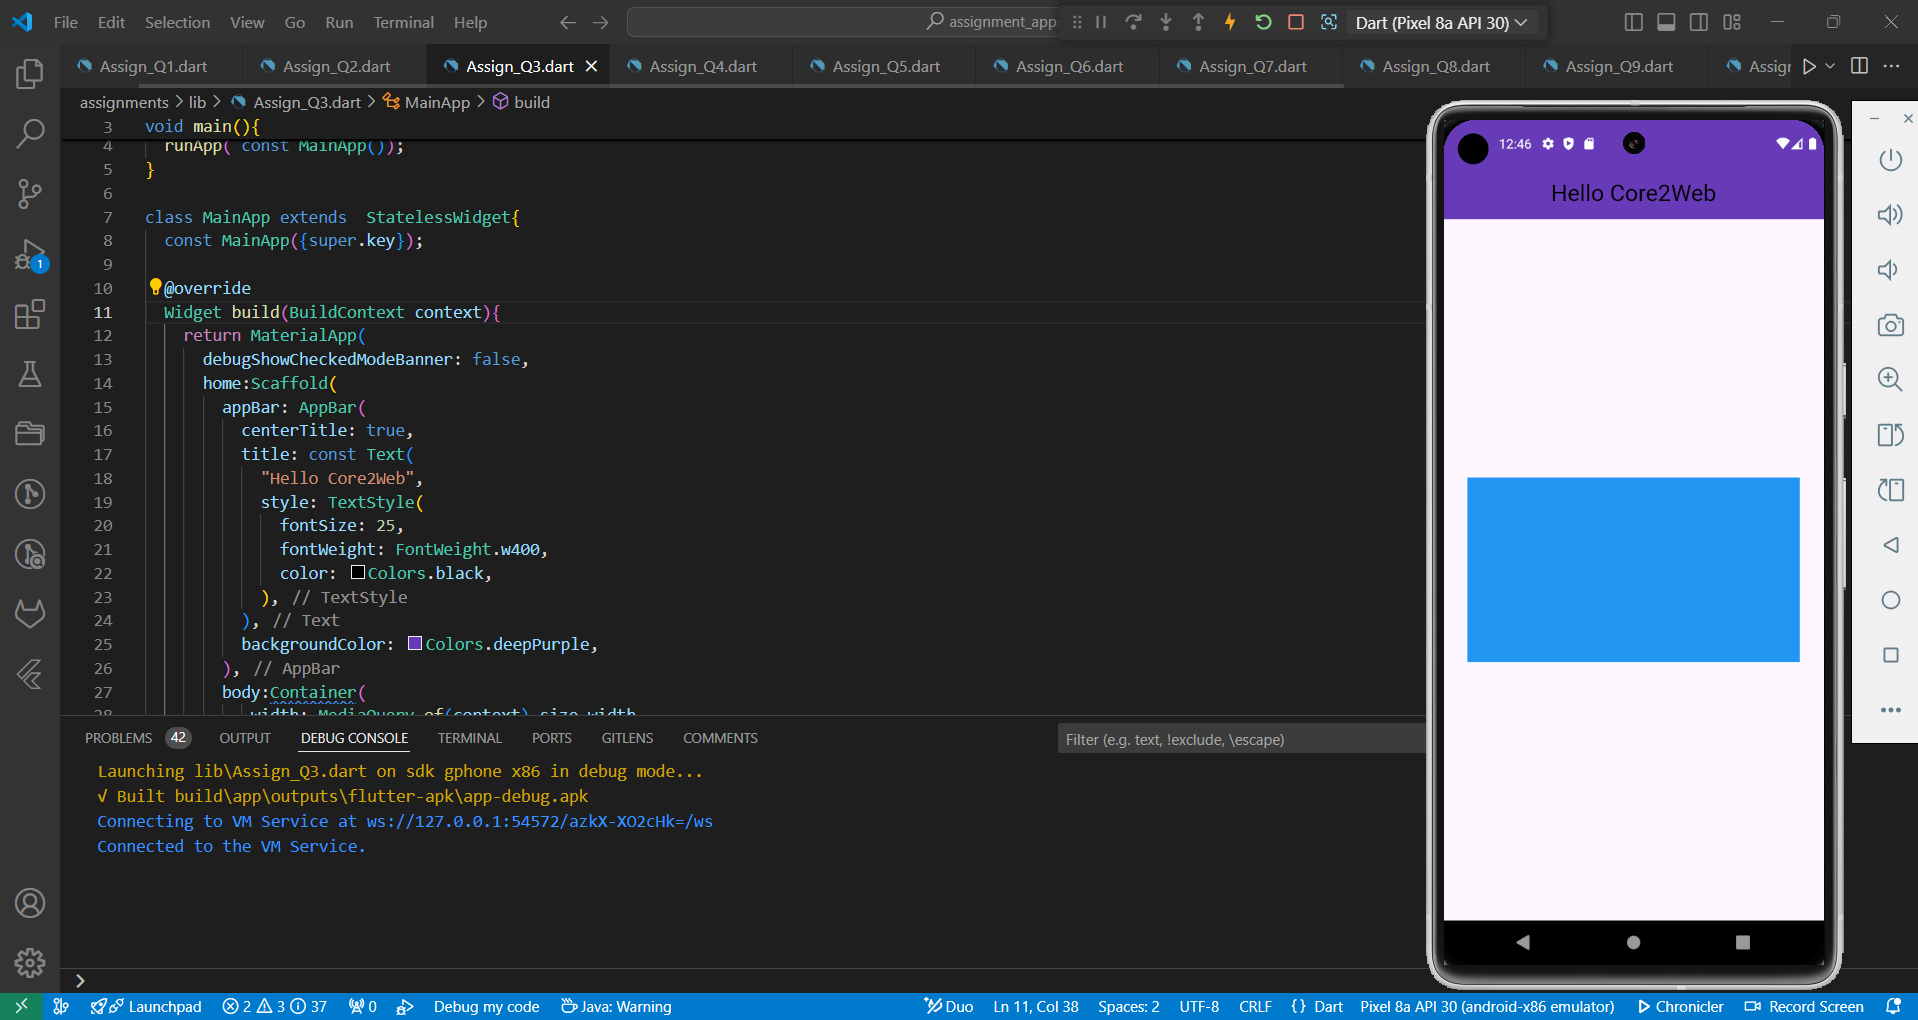 File Edit Selection View Go Run Terminal Help assignment_app Dart (Pixel 8a API 30)
Assign_Q1.dart Assign_Q2.dart Assign_Q3.dart Assign_Q4.dart Assign_Q5.dart Assign_Q6.dart Assign_Q7.dart Assign_Q8.dart Assign_Q9.dart Assig
assignments > lib > Assign_Q3.dart > MainApp > build
3 void main(){
4 runApp( const MainApp());
5 }
6
7 class MainApp extends  StatelessWidget{
8 const MainApp({super.key});
9
10 @override
11 Widget build(BuildContext context){
12 return MaterialApp(
13 debugShowCheckedModeBanner: false,
14 home:Scaffold(
15 appBar: AppBar(
16 centerTitle: true,
17 title: const Text(
18 "Hello Core2Web",
19 style: TextStyle(
20 fontSize: 25,
21 fontWeight: FontWeight.w400,
22 color: Colors.black,
23 ), // TextStyle
24 ), // Text
25 backgroundColor: Colors.deepPurple,
26 ), // AppBar
27 body:Container(
28 width: MediaQuery.of(context).size.width
12:46
Hello Core2Web
PROBLEMS 42 OUTPUT DEBUG CONSOLE TERMINAL PORTS GITLENS COMMENTS Filter (e.g. text, !exclude, \escape)
Launching lib\Assign_Q3.dart on sdk gphone x86 in debug mode...
√ Built build\app\outputs\flutter-apk\app-debug.apk
Connecting to VM Service at ws://127.0.0.1:54572/azkX-XO2cHk=/ws
Connected to the VM Service.
1
>
Launchpad 2 3 37 0 Debug my code Java: Warning Duo Ln 11, Col 38 Spaces: 2 UTF-8 CRLF {} Dart Pixel 8a API 30 (android-x86 emulator) Chronicler Record Screen